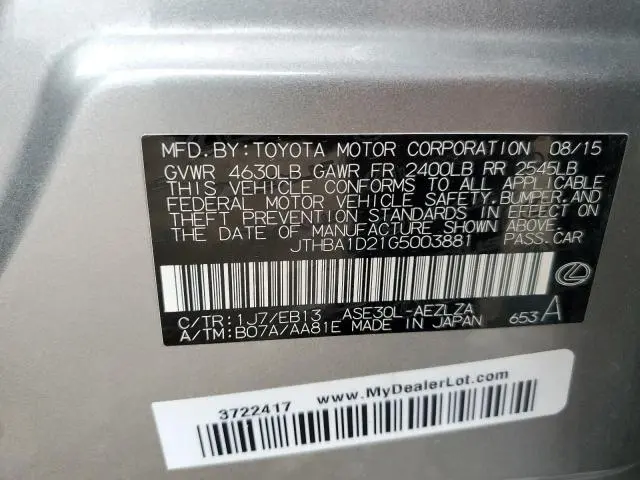 MFD. BY: TOYOTA MOTOR CORPORATION 08/15
GVWR 4630LB GAWR FR 2400LB RR 2545LB
THIS VEHICLE CONFORMS TO ALL APPLICABLE
FEDERAL MOTOR VEHICLE SAFETY, BUMPER, AND
THEFT PREVENTION STANDARDS IN EFFECT ON
THE DATE OF MANUFACTURE SHOWN ABOVE.
JTHBA1D21G5003881 PASS. CAR
C/TR: 1J7/EB13 ASE30L-AEZLZA
A/TM: B07A/AA81E MADE IN JAPAN 653 A
3722417 www.MyDealerLot.com